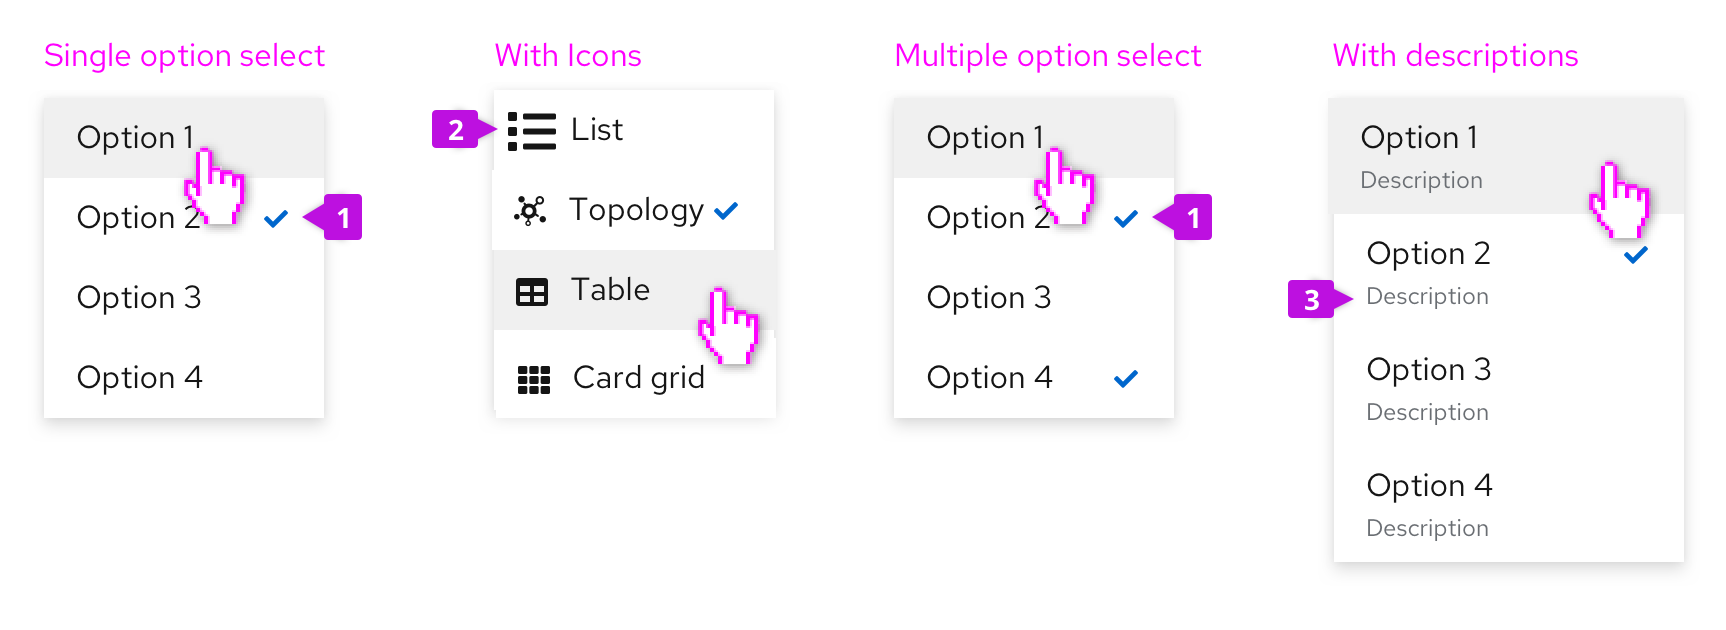 Single option select
Option 1
Option 2
1
Option 3
Option 4
With Icons
2
List
Topology
Table
Card grid
Multiple option select
Option 1
Option 2
1
Option 3
Option 4
With descriptions
Option 1
Description
Option 2
3
Description
Option 3
Description
Option 4
Description